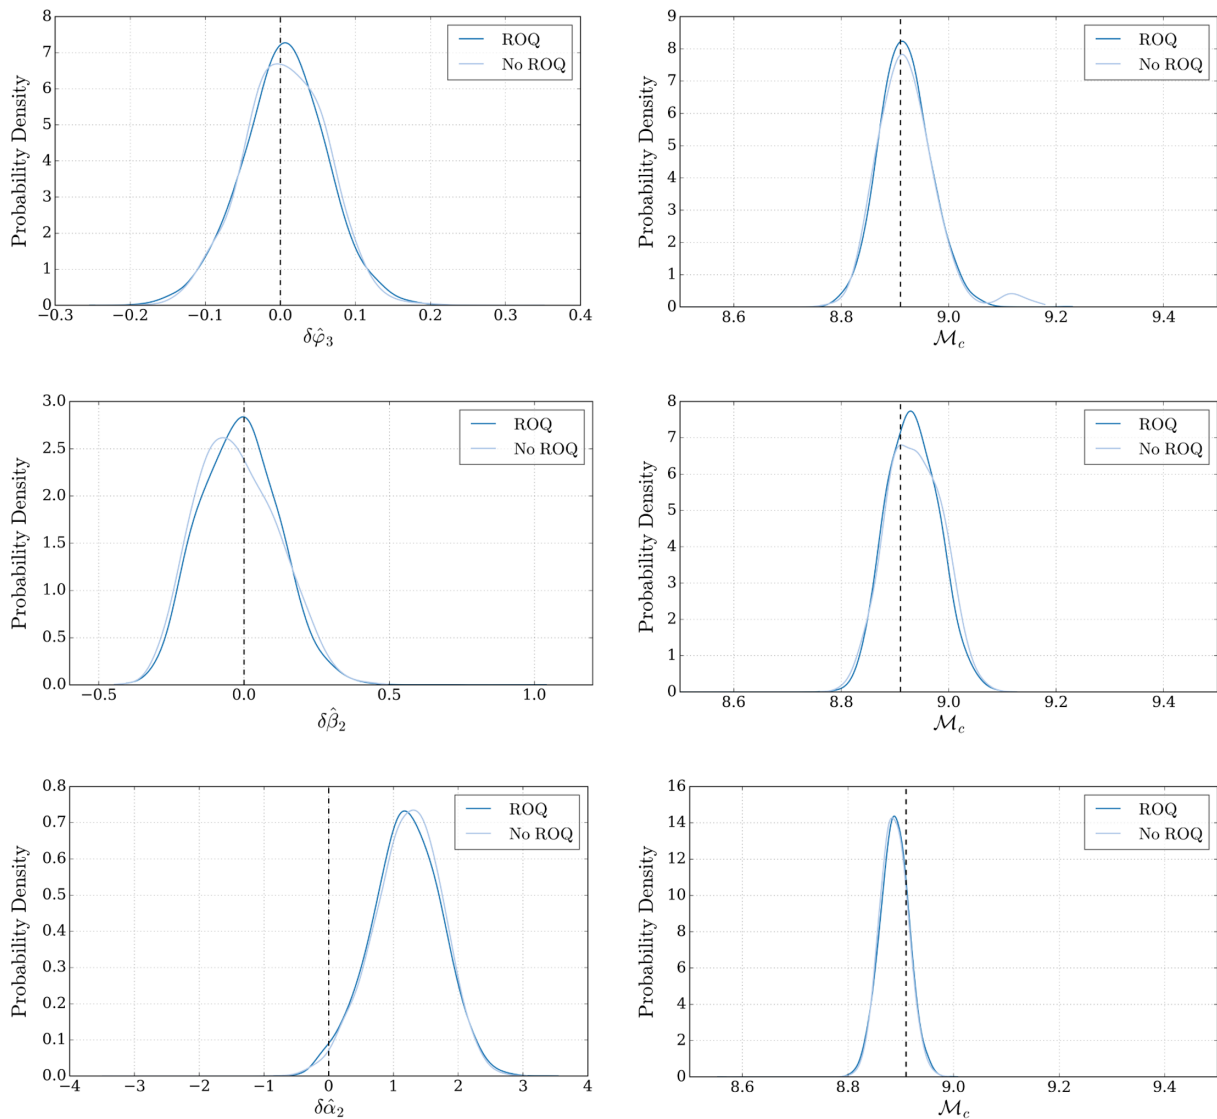 8
7
6
5
4
3
2
1
0
Probability Density
ROQ
No ROQ
−0.3 −0.2 −0.1 0.0 0.1 0.2 0.3 0.4
δφ̂₃
9
8
7
6
5
4
3
2
1
0
Probability Density
ROQ
No ROQ
8.6 8.8 9.0 9.2 9.4
ℳ_c
3.0
2.5
2.0
1.5
1.0
0.5
0.0
Probability Density
ROQ
No ROQ
−0.5 0.0 0.5 1.0
δβ̂₂
8
7
6
5
4
3
2
1
0
Probability Density
ROQ
No ROQ
8.6 8.8 9.0 9.2 9.4
ℳ_c
0.8
0.7
0.6
0.5
0.4
0.3
0.2
0.1
0.0
Probability Density
ROQ
No ROQ
−4 −3 −2 −1 0 1 2 3 4
δα̂₂
16
14
12
10
8
6
4
2
0
Probability Density
ROQ
No ROQ
8.6 8.8 9.0 9.2 9.4
ℳ_c